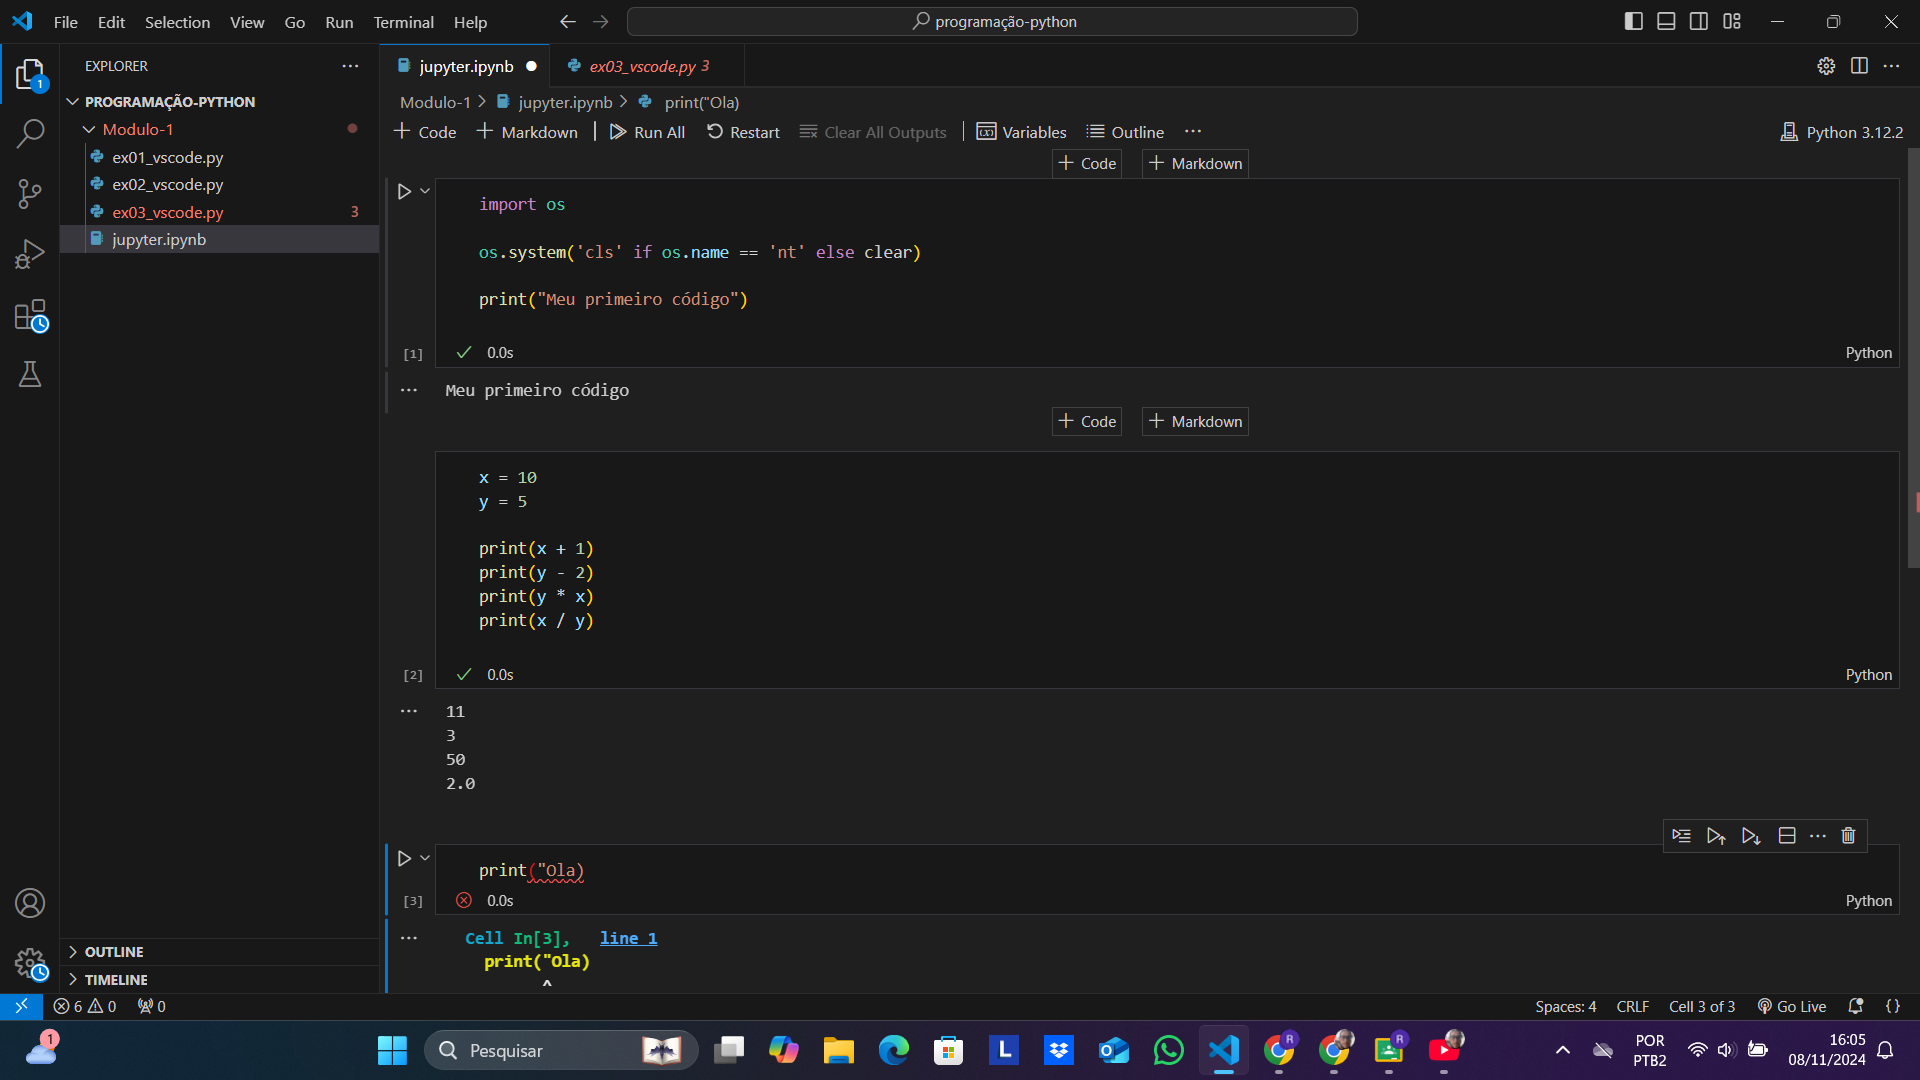 File Edit Selection View Go Run Terminal Help
programação-python
EXPLORER
jupyter.ipynb
ex03_vscode.py 3
PROGRAMAÇÃO-PYTHON
Modulo-1
ex01_vscode.py
ex02_vscode.py
ex03_vscode.py 3
jupyter.ipynb
OUTLINE
TIMELINE
Modulo-1 > jupyter.ipynb > print("Ola)
+ Code + Markdown | Run All Restart Clear All Outputs | Variables Outline ...
Python 3.12.2
+ Code + Markdown
import os
os.system('cls' if os.name == 'nt' else clear)
print("Meu primeiro código")
[1] 0.0s
Python
Meu primeiro código
+ Code + Markdown
x = 10
y = 5
print(x + 1)
print(y - 2)
print(y * x)
print(x / y)
[2] 0.0s
Python
11
3
50
2.0
print("Ola)
[3] 0.0s
Python
Cell In[3], line 1
print("Ola)
^
1
6 0 0
Spaces: 4 CRLF Cell 3 of 3 Go Live {}
1
Pesquisar
L
R
R
POR
PTB2
16:05
08/11/2024